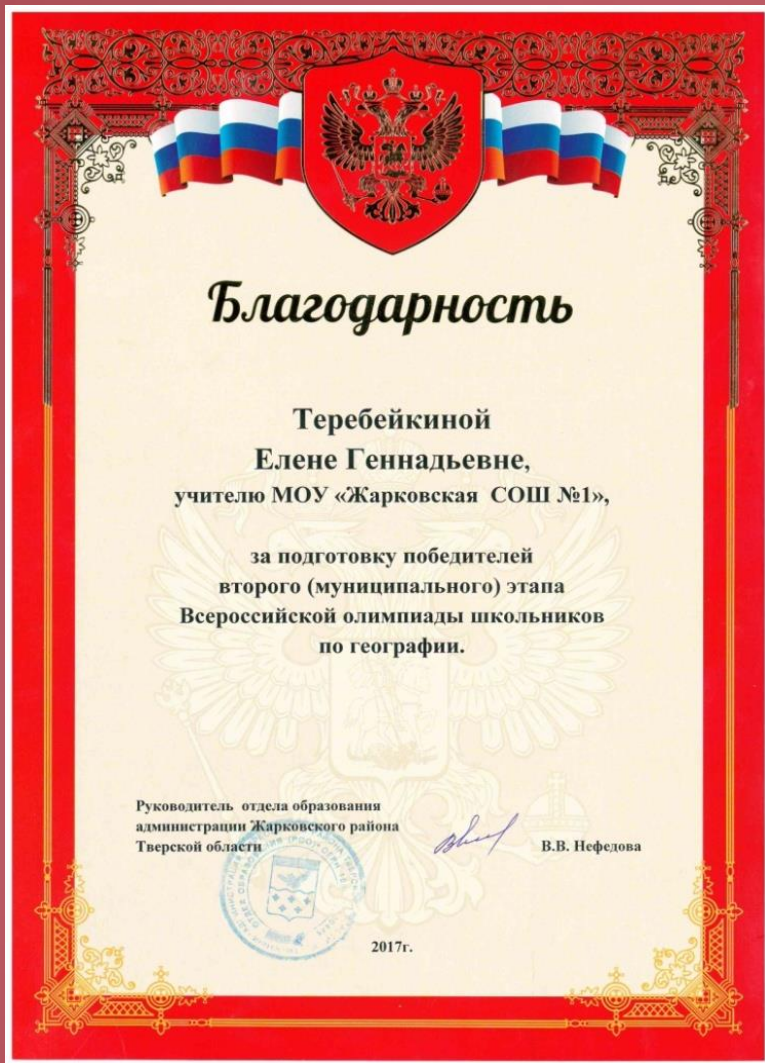 Благодарность
Теребейкиной
Елене Геннадьевне,
учителю МОУ «Жарковская СОШ №1»,
за подготовку победителей
второго (муниципального) этапа
Всероссийской олимпиады школьников
по географии.
Руководитель отдела образования
администрации Жарковского района
Тверской области
В.В. Нефедова
2017г.